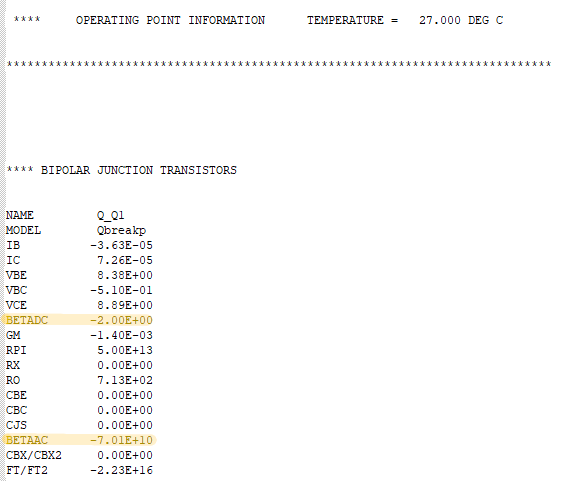 **** OPERATING POINT INFORMATION TEMPERATURE = 27.000 DEG C
******************************************************************************
**** BIPOLAR JUNCTION TRANSISTORS
NAME Q_Q1
MODEL Qbreakp
IB -3.63E-05
IC 7.26E-05
VBE 8.38E+00
VBC -5.10E-01
VCE 8.89E+00
BETADC -2.00E+00
GM -1.40E-03
RPI 5.00E+13
RX 0.00E+00
RO 7.13E+02
CBE 0.00E+00
CBC 0.00E+00
CJS 0.00E+00
BETAAC -7.01E+10
CBX/CBX2 0.00E+00
FT/FT2 -2.23E+16